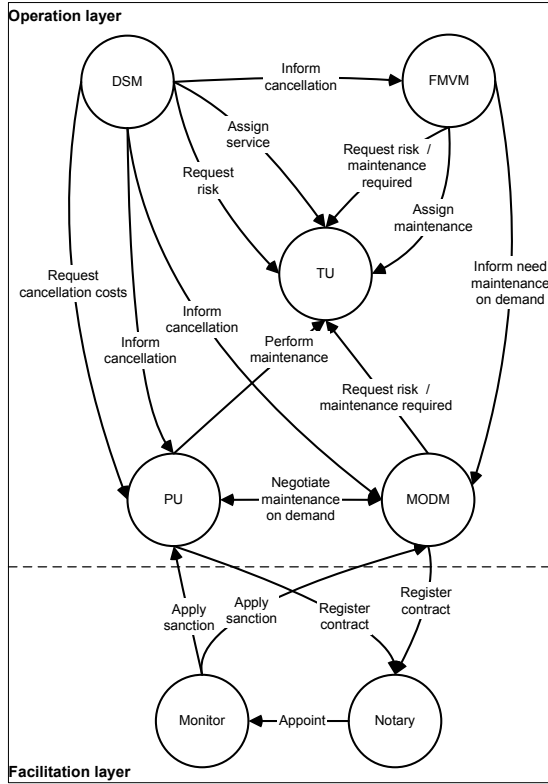 Operation layer
DSM
FMVM
Inform
cancellation
Assign
service
Request risk /
maintenance
required
Request
risk
Assign
maintenance
TU
Request
cancellation costs
Inform need
maintenance
on demand
Inform
cancellation
Inform
cancellation
Perform
maintenance
Request risk /
maintenance required
PU
Negotiate
maintenance
on demand
MODM
Apply
sanction
Apply
sanction
Register
contract
Register
contract
Monitor
Appoint
Notary
Facilitation layer